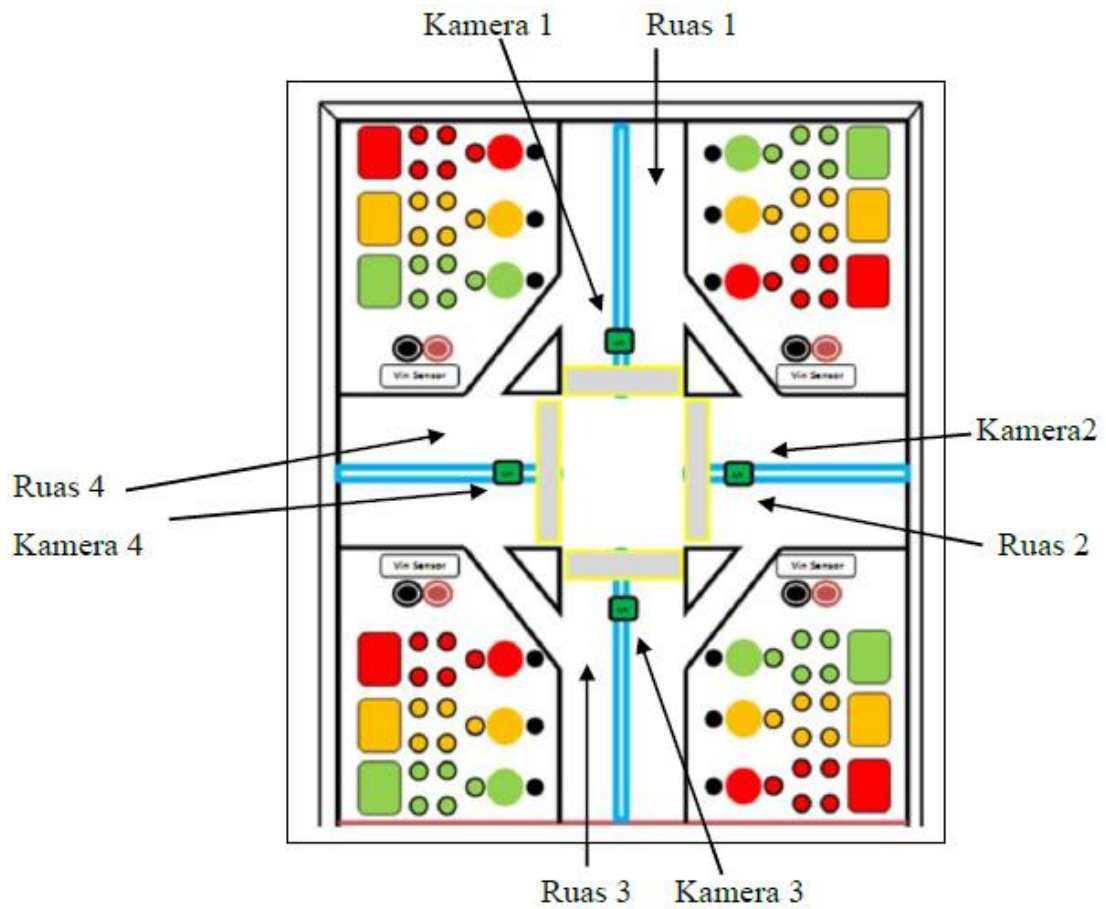 Kamera 1
Ruas 1
Vin Sensor
Vin Sensor
Kamera2
Ruas 4
Kamera 4
Ruas 2
Vin Sensor
Vin Sensor
Ruas 3
Kamera 3